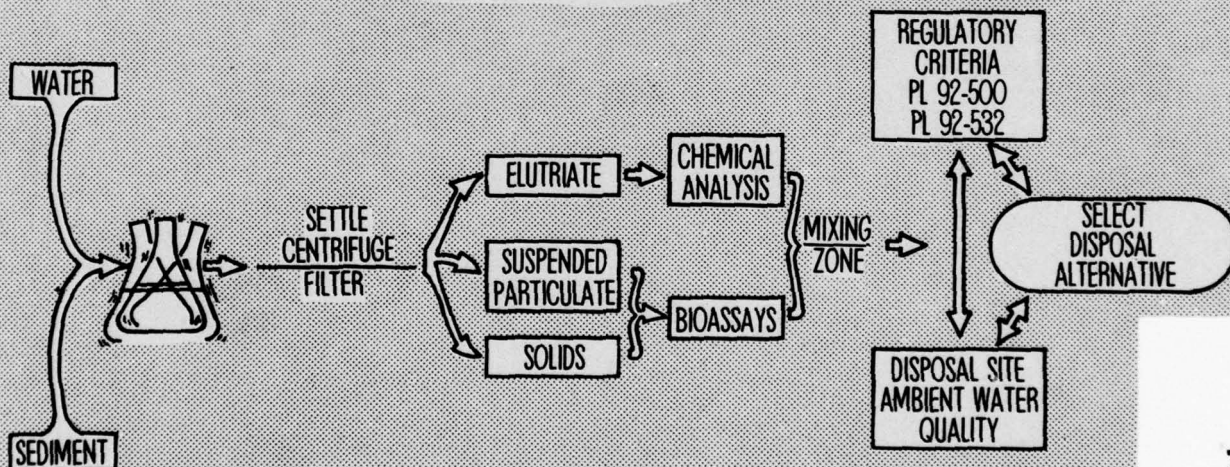 WATER
SEDIMENT
SETTLE
CENTRIFUGE
FILTER
ELUTRIATE
SUSPENDED
PARTICULATE
SOLIDS
CHEMICAL
ANALYSIS
BIOASSAYS
MIXING
ZONE
REGULATORY
CRITERIA
PL 92-500
PL 92-532
SELECT
DISPOSAL
ALTERNATIVE
DISPOSAL SITE
AMBIENT WATER
QUALITY